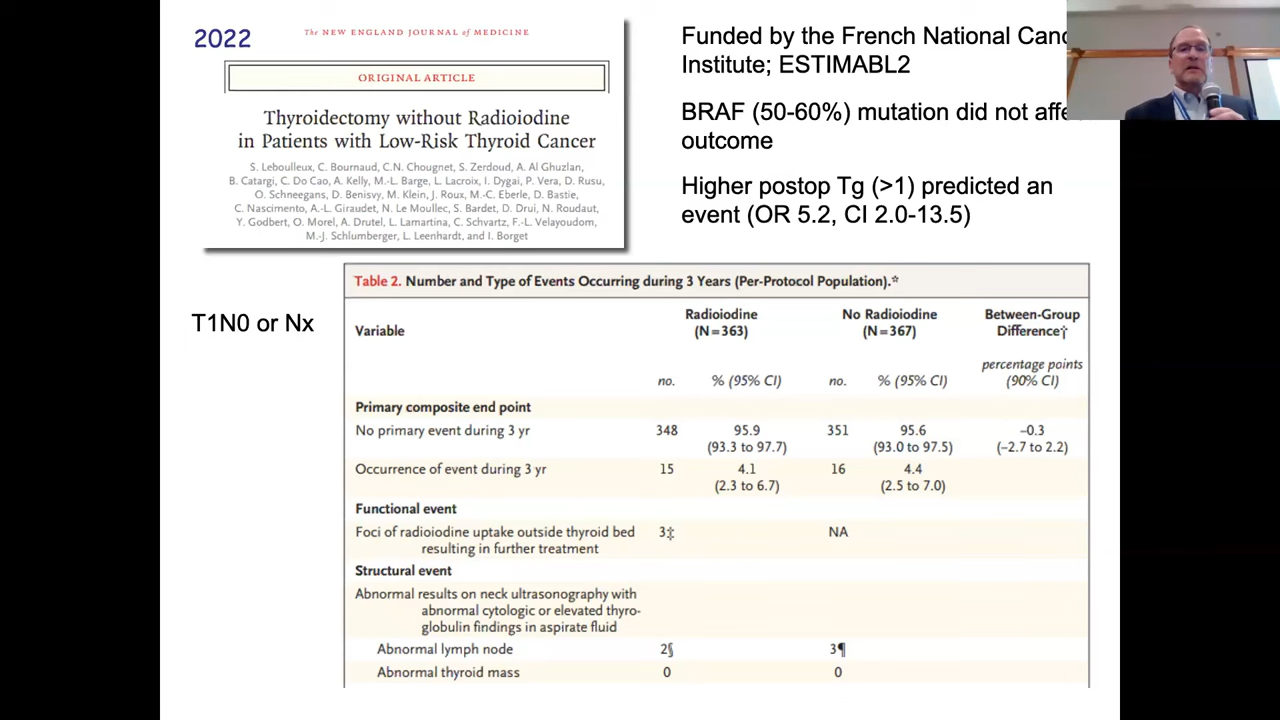 2022
The NEW ENGLAND JOURNAL of MEDICINE
ORIGINAL ARTICLE
Thyroidectomy without Radioiodine
in Patients with Low-Risk Thyroid Cancer
S. Leboulleux, C. Bournaud, C.N. Chougnet, S. Zerdoud, A. Al Ghuzlan,
B. Catargi, C. Do Cao, A. Kelly, M.-L. Barge, L. Lacroix, I. Dygai, P. Vera, D. Rusu,
O. Schneegans, D. Benisvy, M. Klein, J. Roux, M.-C. Eberle, D. Bastie,
C. Nascimento, A.-L. Giraudet, N. Le Moullec, S. Bardet, D. Drui, N. Roudaut,
Y. Godbert, O. Morel, A. Drutel, L. Lamartina, C. Schvartz, F.-L. Velayoudom,
M.-J. Schlumberger, L. Leenhardt, and I. Borget
Funded by the French National Canc
Institute; ESTIMABL2
BRAF (50-60%) mutation did not affe
outcome
Higher postop Tg (>1) predicted an
event (OR 5.2, CI 2.0-13.5)
T1N0 or Nx
Table 2. Number and Type of Events Occurring during 3 Years (Per-Protocol Population).*
Variable
Radioiodine
(N=363)
No Radioiodine
(N=367)
Between-Group
Difference†
percentage points
(90% CI)
no. % (95% CI) no. % (95% CI)
Primary composite end point
No primary event during 3 yr 348 95.9 351 95.6 –0.3
(93.3 to 97.7) (93.0 to 97.5) (–2.7 to 2.2)
Occurrence of event during 3 yr 15 4.1 16 4.4
(2.3 to 6.7) (2.5 to 7.0)
Functional event
Foci of radioiodine uptake outside thyroid bed 3‡ NA
resulting in further treatment
Structural event
Abnormal results on neck ultrasonography with
abnormal cytologic or elevated thyro-
globulin findings in aspirate fluid
Abnormal lymph node 2§ 3¶
Abnormal thyroid mass 0 0